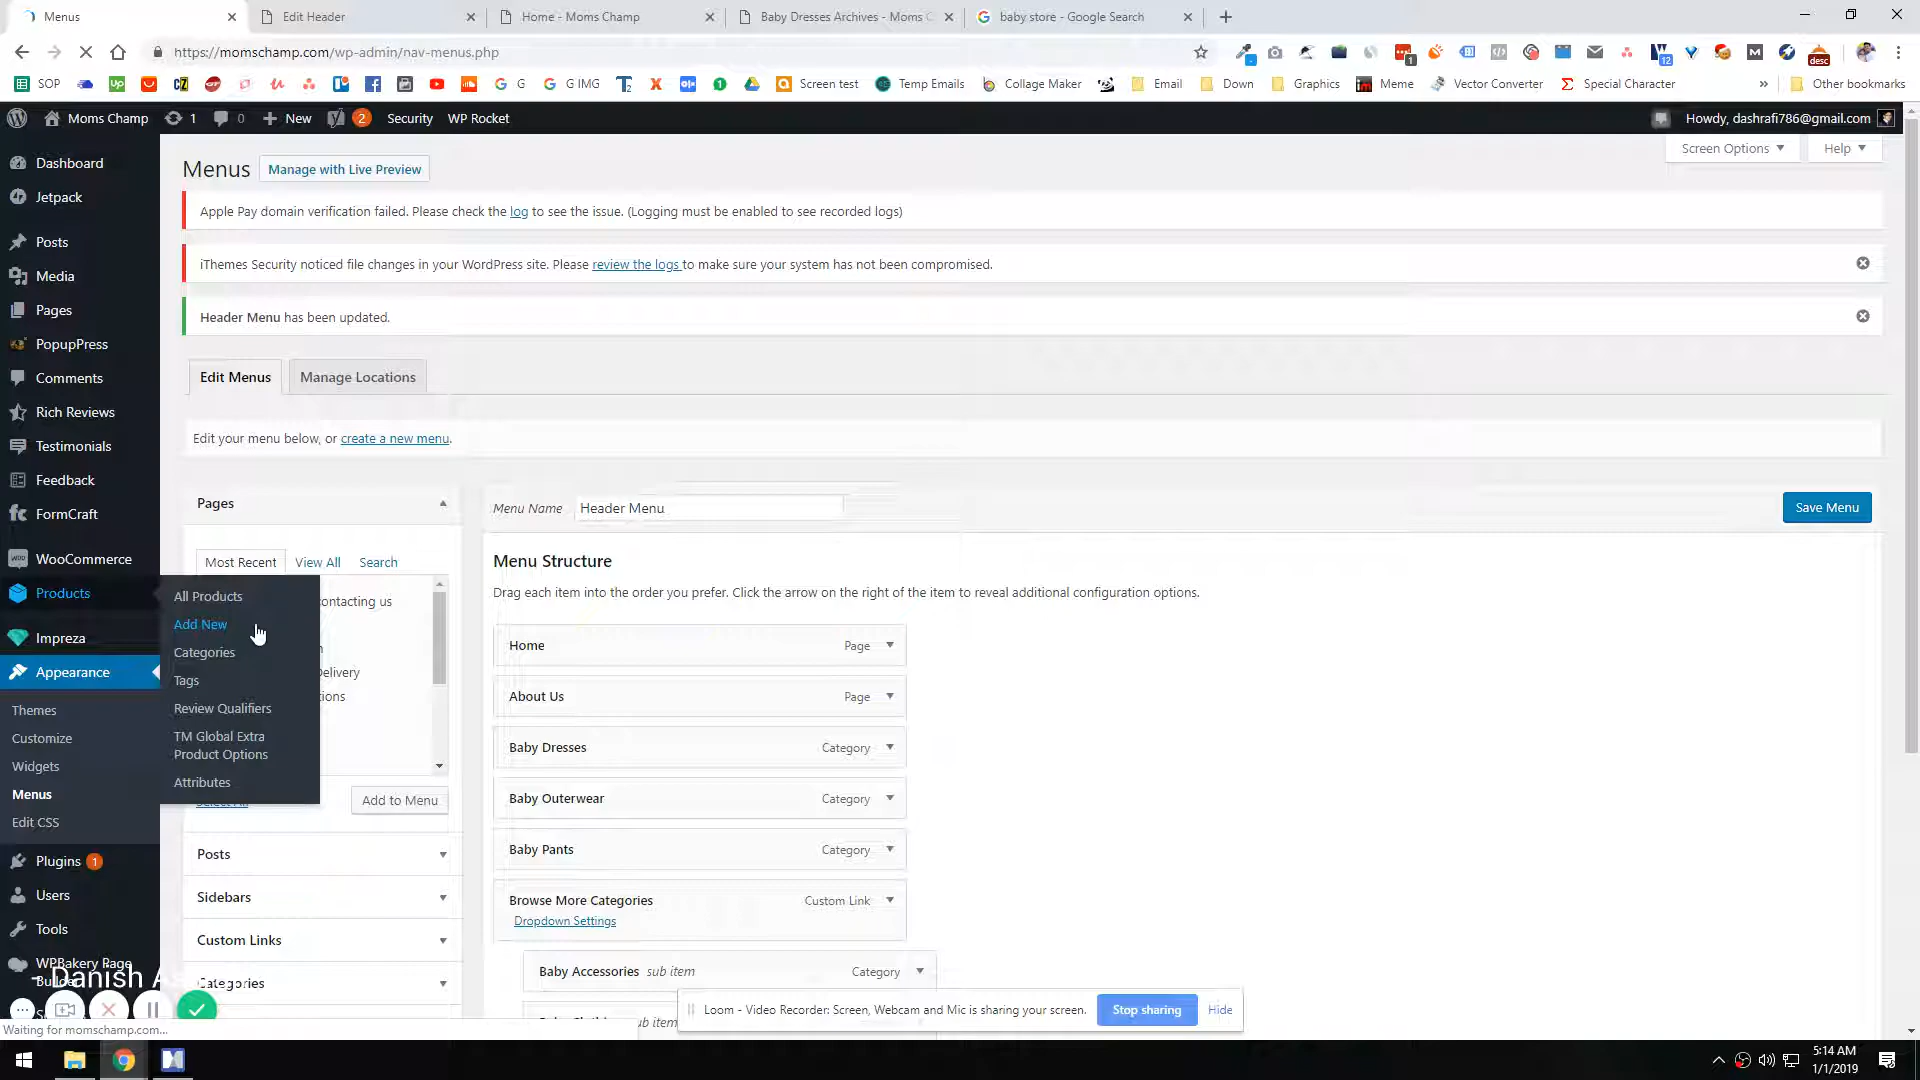 Menus
Edit Header
Home - Moms Champ
Baby Dresses Archives - Moms C
baby store - Google Search
https://momschamp.com/wp-admin/nav-menus.php
1
12
desc
SOP
G
G IMG
Screen test
Temp Emails
Collage Maker
Email
Down
Graphics
Meme
Vector Converter
Special Character
Other bookmarks
Moms Champ
1
0
New
2
Security
WP Rocket
Howdy, dashrafi786@gmail.com
Screen Options
Help
Dashboard
Jetpack
Posts
Media
Pages
PopupPress
Comments
Rich Reviews
Testimonials
Feedback
FormCraft
WooCommerce
Products
Impreza
Appearance
Themes
Customize
Widgets
Menus
Edit CSS
Plugins 1
Users
Tools
WPBakery Page
All Products
Add New
Categories
Tags
Review Qualifiers
TM Global Extra
Product Options
Attributes
Menus
Manage with Live Preview
Apple Pay domain verification failed. Please check the log to see the issue. (Logging must be enabled to see recorded logs)
iThemes Security noticed file changes in your WordPress site. Please review the logs to make sure your system has not been compromised.
Header Menu has been updated.
Edit Menus
Manage Locations
Edit your menu below, or create a new menu.
Pages
Most Recent
View All
Search
contacting us
Delivery
Select All
Add to Menu
Posts
Sidebars
Custom Links
Categories
Menu Name
Header Menu
Save Menu
Menu Structure
Drag each item into the order you prefer. Click the arrow on the right of the item to reveal additional configuration options.
Home Page
About Us Page
Baby Dresses Category
Baby Outerwear Category
Baby Pants Category
Browse More Categories Custom Link
Dropdown Settings
Baby Accessories sub item Category
- Danish As
Loom - Video Recorder: Screen, Webcam and Mic is sharing your screen.
Stop sharing
Hide
Waiting for momschamp.com...
5:14 AM
1/1/2019